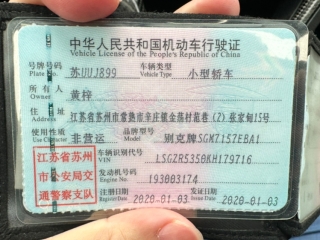 中华人民共和国机动车行驶证
Vehicle License of the People's Republic of China
号牌号码 苏UUJ899 车辆类型 小型轿车
Plate No. Vehicle Type
所有人 黄梓
Owner
住址 江苏省苏州市常熟市辛庄镇金荡村蔻巷(2)张家甸15号
Address
使用性质 非营运 品牌型号 别克牌SGM7157EBA1
Use Character Model
江苏省苏州
市公安局交
通警察支队
车辆识别代号 LSGZR5350KH179716
VIN
发动机号码 193003174
Engine No.
注册日期 2020-01-03 发证日期 2020-01-03
Register Date Issue Date